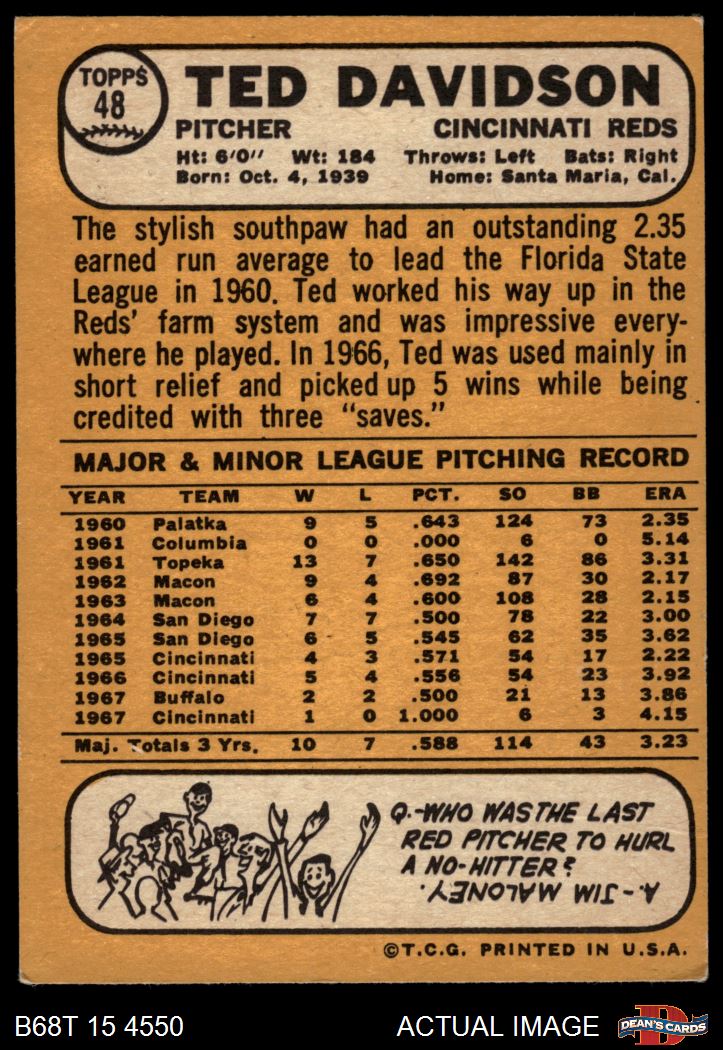 TOPPS
48
TED DAVIDSON
PITCHER CINCINNATI REDS
Ht: 6'0'' Wt: 184 Throws: Left Bats: Right
Born: Oct. 4, 1939 Home: Santa Maria, Cal.
The stylish southpaw had an outstanding 2.35
earned run average to lead the Florida State
League in 1960. Ted worked his way up in the
Reds' farm system and was impressive every-
where he played. In 1966, Ted was used mainly in
short relief and picked up 5 wins while being
credited with three "saves."
MAJOR & MINOR LEAGUE PITCHING RECORD
YEAR TEAM W L PCT. SO BB ERA
1960 Palatka 9 5 .643 124 73 2.35
1961 Columbia 0 0 .000 6 0 5.14
1961 Topeka 13 7 .650 142 86 3.31
1962 Macon 9 4 .692 87 30 2.17
1963 Macon 6 4 .600 108 28 2.15
1964 San Diego 7 7 .500 78 22 3.00
1965 San Diego 6 5 .545 62 35 3.62
1965 Cincinnati 4 3 .571 54 17 2.22
1966 Cincinnati 5 4 .556 54 23 3.92
1967 Buffalo 2 2 .500 21 13 3.86
1967 Cincinnati 1 0 1.000 6 3 4.15
Maj. Totals 3 Yrs. 10 7 .588 114 43 3.23
Q.-WHO WAS THE LAST
RED PITCHER TO HURL
A NO-HITTER?
A.-JIM MALONEY.
©T.C.G. PRINTED IN U.S.A.
B68T 15 4550 ACTUAL IMAGE
D
DEAN'S CARDS